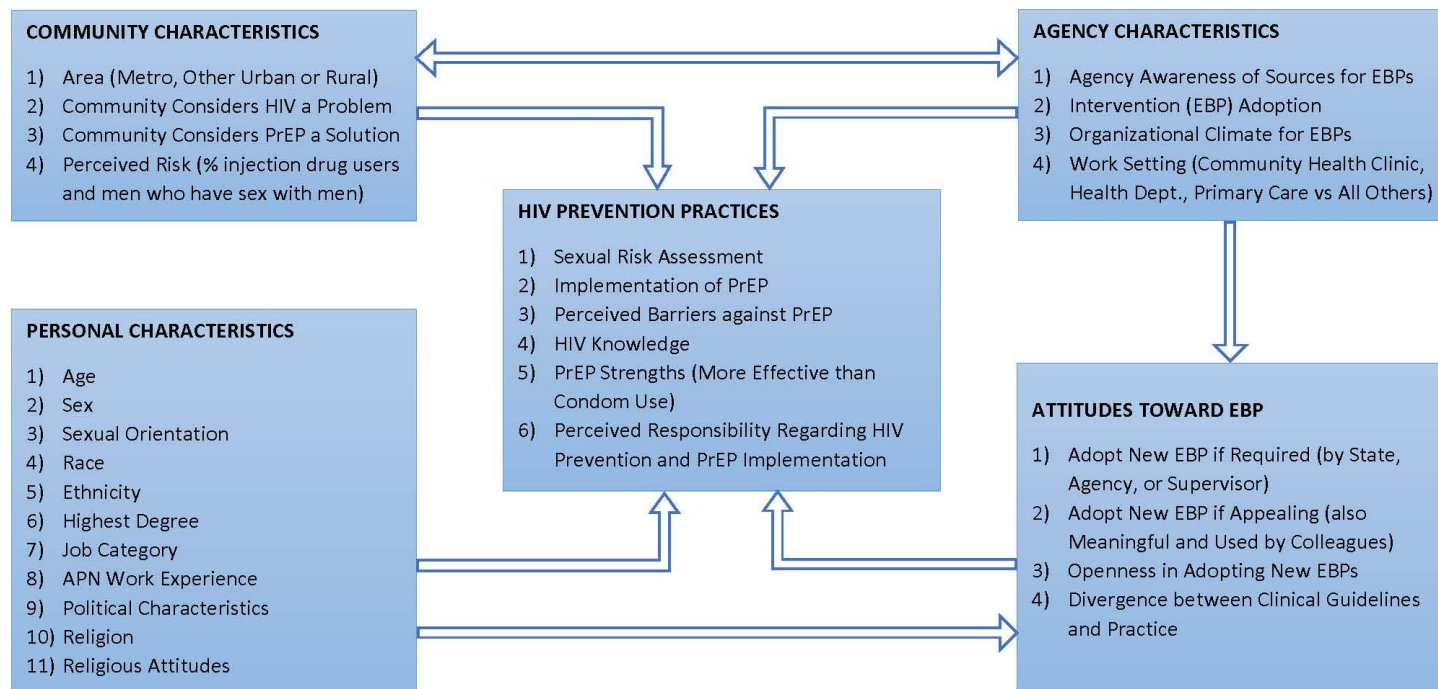 COMMUNITY CHARACTERISTICS
1) Area (Metro, Other Urban or Rural)
2) Community Considers HIV a Problem
3) Community Considers PrEP a Solution
4) Perceived Risk (% injection drug users
and men who have sex with men)
AGENCY CHARACTERISTICS
1) Agency Awareness of Sources for EBPs
2) Intervention (EBP) Adoption
3) Organizational Climate for EBPs
4) Work Setting (Community Health Clinic,
Health Dept., Primary Care vs All Others)
HIV PREVENTION PRACTICES
1) Sexual Risk Assessment
2) Implementation of PrEP
3) Perceived Barriers against PrEP
4) HIV Knowledge
5) PrEP Strengths (More Effective than
Condom Use)
6) Perceived Responsibility Regarding HIV
Prevention and PrEP Implementation
PERSONAL CHARACTERISTICS
1) Age
2) Sex
3) Sexual Orientation
4) Race
5) Ethnicity
6) Highest Degree
7) Job Category
8) APN Work Experience
9) Political Characteristics
10) Religion
11) Religious Attitudes
ATTITUDES TOWARD EBP
1) Adopt New EBP if Required (by State,
Agency, or Supervisor)
2) Adopt New EBP if Appealing (also
Meaningful and Used by Colleagues)
3) Openness in Adopting New EBPs
4) Divergence between Clinical Guidelines
and Practice